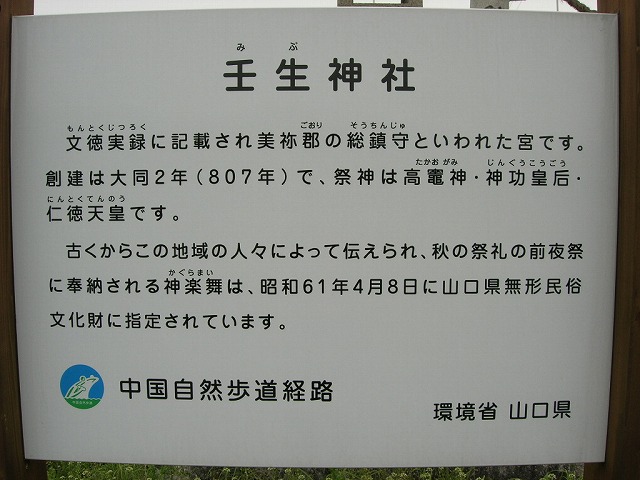 みぶ
壬生神社
もんとくじつろく ごおり そうちんじゅ
文徳実録に記載され美祢郡の総鎮守といわれた宮です。
たかおがみ じんぐうこうごう
創建は大同2年(807年)で、祭神は高龗神・神功皇后・
にんとくてんのう
仁徳天皇です。
古くからこの地域の人々によって伝えられ、秋の祭礼の前夜祭
かぐらまい
に奉納される神楽舞は、昭和61年4月8日に山口県無形民俗
文化財に指定されています。
中国自然歩道
中国自然歩道経路
環境省 山口県